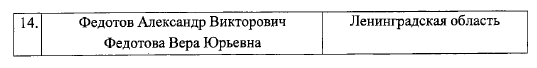 14. Федотов Александр Викторович Ленинградская область
Федотова Вера Юрьевна